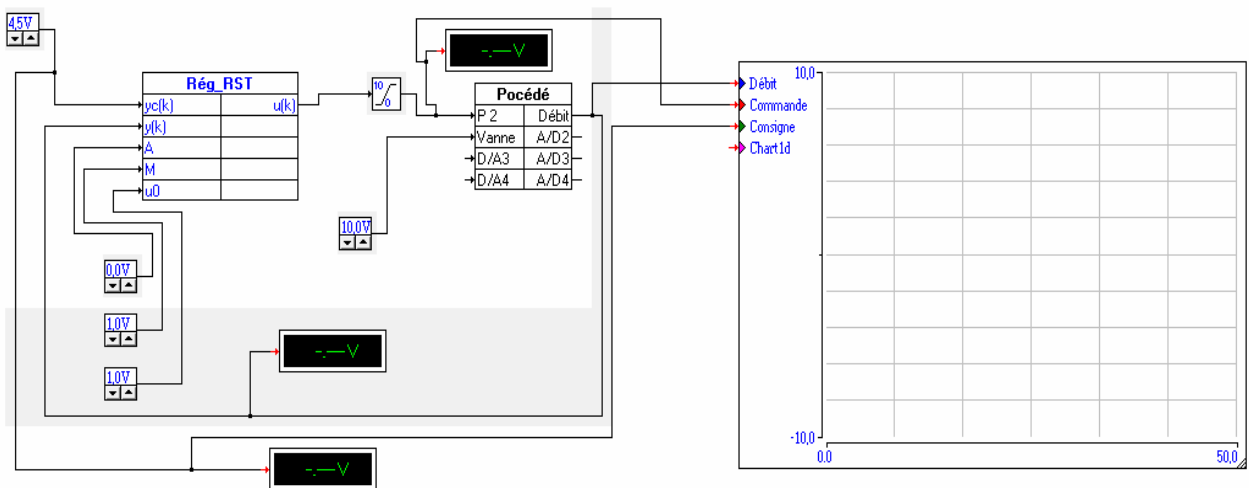 4,5V
Rég_RST
yc(k) u(k)
y(k)
A
M
u0
10
0
-.--V
Pocédé
P 2 Débit
Vanne A/D2
D/A3 A/D3
D/A4 A/D4
10,0V
0,0V
1,0V
1,0V
-.--V
-.--V
Débit
Commande
Consigne
Chart1d
10,0
-10,0
0.0
50,0